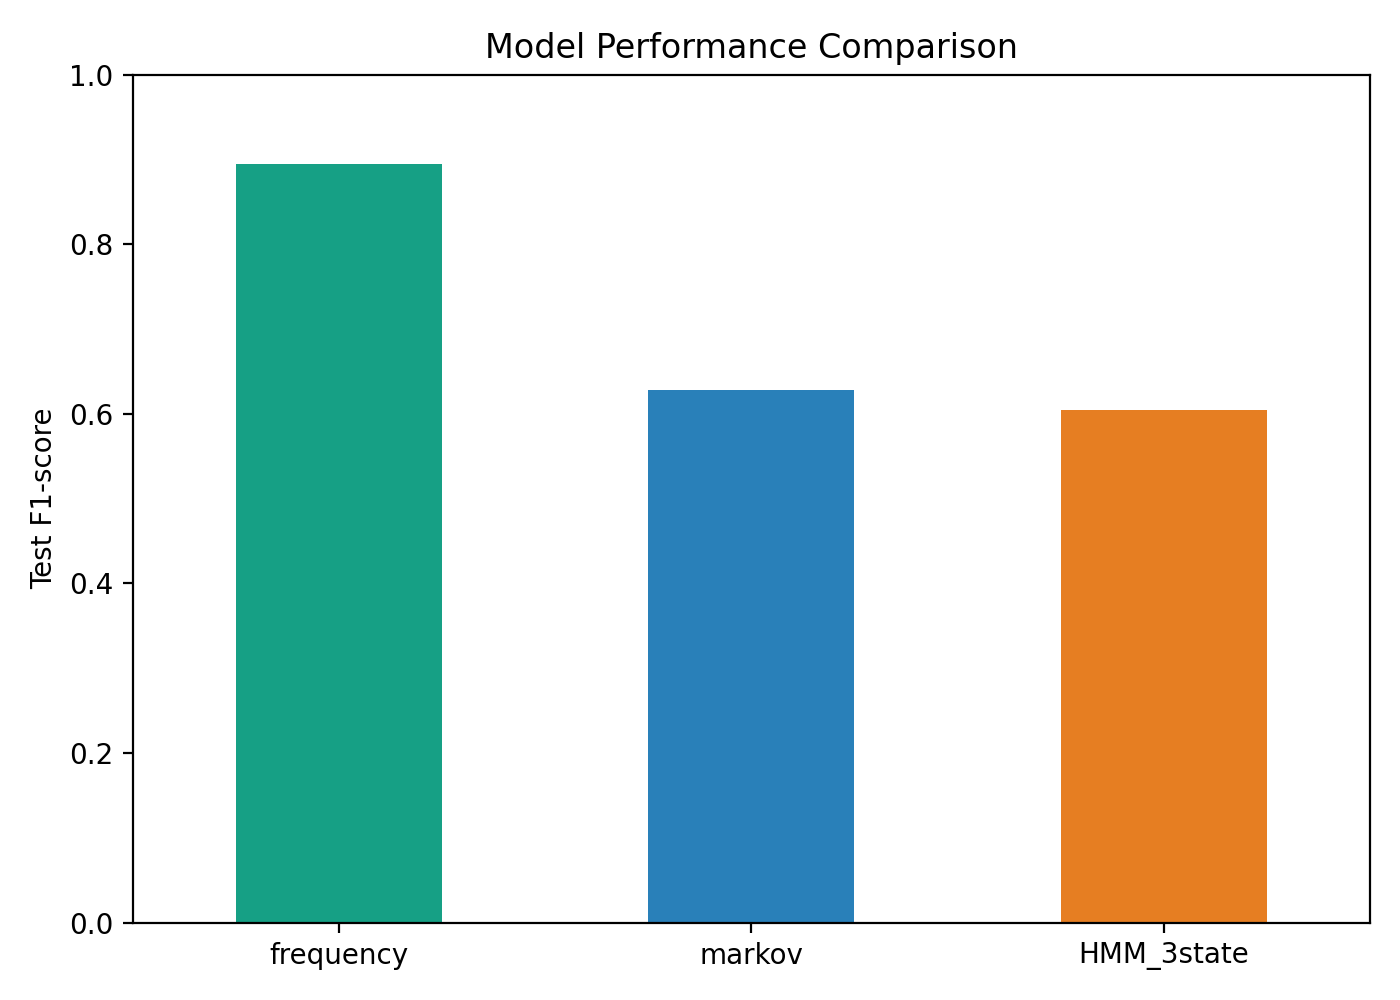 Model Performance Comparison
Test F1-score
1.0
0.8
0.6
0.4
0.2
0.0
frequency
markov
HMM_3state